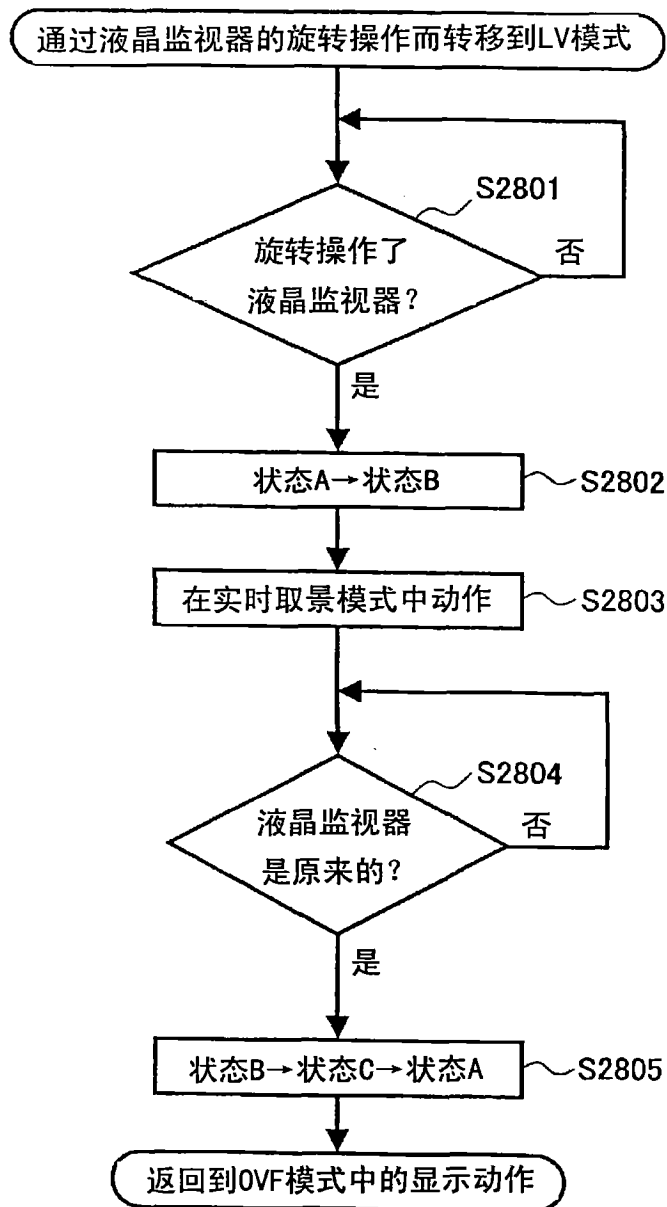 通过液晶监视器的旋转操作而转移到LV模式
S2801
旋转操作了
液晶监视器?
否
是
状态A→状态B
S2802
在实时取景模式中动作
S2803
S2804
液晶监视器
是原来的?
否
是
状态B→状态C→状态A
S2805
返回到OVF模式中的显示动作